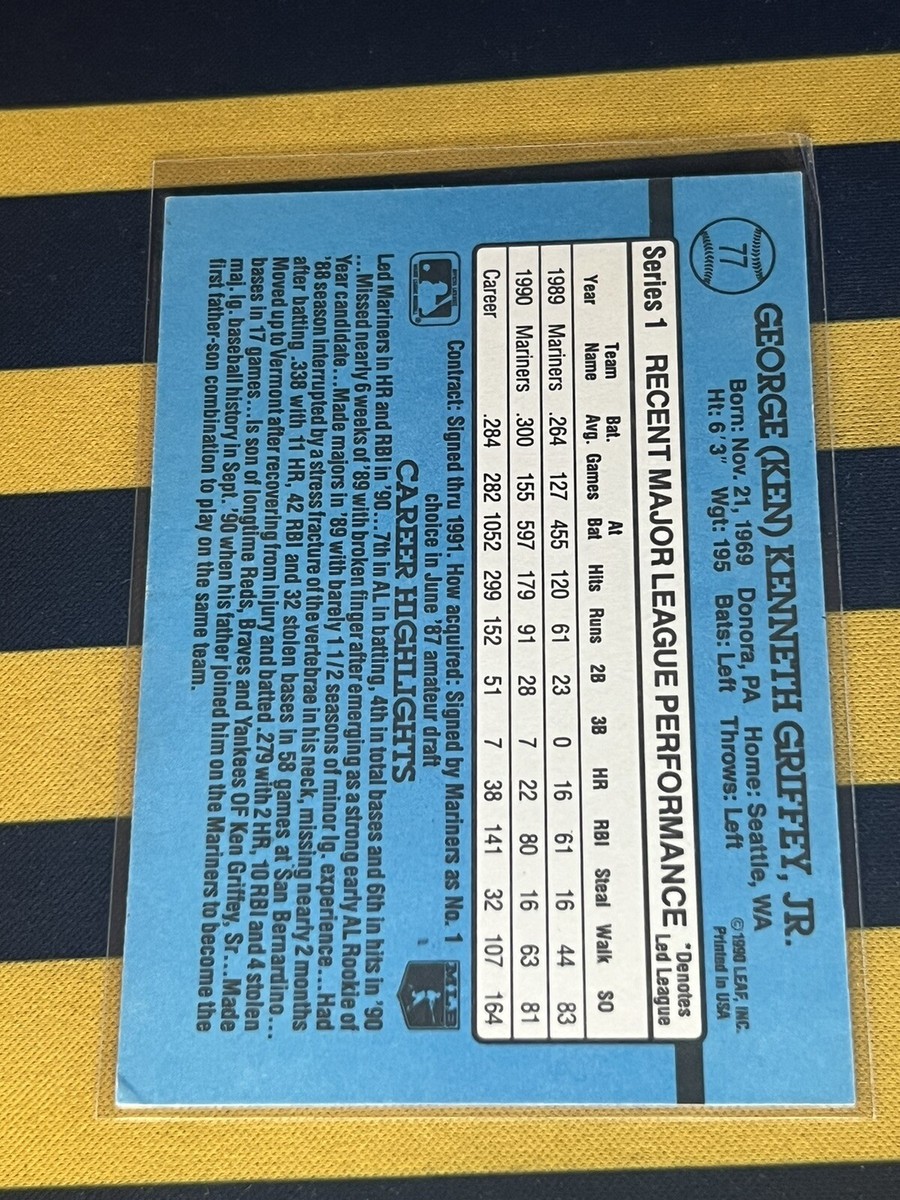 77
GEORGE (KEN) KENNETH GRIFFEY, JR.
Born: Nov. 21, 1969 Donora, PA Home: Seattle, WA
Ht: 6'3" Wgt: 195 Bats: Left Throws: Left
©1990 LEAF, INC.
Printed in USA
Series 1 RECENT MAJOR LEAGUE PERFORMANCE *Denotes Led League
Year Team Name Bat. Avg. Games At Bat Hits Runs 2B 3B HR RBI Steal Walk SO
1989 Mariners .264 127 455 120 61 23 0 16 61 16 44 83
1990 Mariners .300 155 597 179 91 28 7 22 80 16 63 81
Career .284 282 1052 299 152 51 7 38 141 32 107 164
Contract: Signed thru 1991. How acquired: Signed by Mariners as No. 1
choice in June '87 amateur draft
MLB
CAREER HIGHLIGHTS
Led Mariners in HR and RBI in '90...7th in AL in batting, 4th in total bases and 6th in hits in '90
...Missed nearly 6 weeks of '89 with broken finger after emerging as a strong early AL Rookie of
Year candidate...Made majors in '89 with barely 1 1/2 seasons of minor lg. experience...Had
'88 season interrupted by a stress fracture of the vertebrae in his neck, missing nearly 2 months
after batting .338 with 11 HR, 42 RBI and 32 stolen bases in 58 games at San Bernardino...
Moved up to Vermont after recovering from injury and batted .279 with 2 HR, 10 RBI and 4 stolen
bases in 17 games...Is son of longtime Reds, Braves and Yankees OF Ken Griffey, Sr....Made
maj. lg. baseball history in Sept. '90 when his father joined him on the Mariners to become the
first father-son combination to play on the same team.